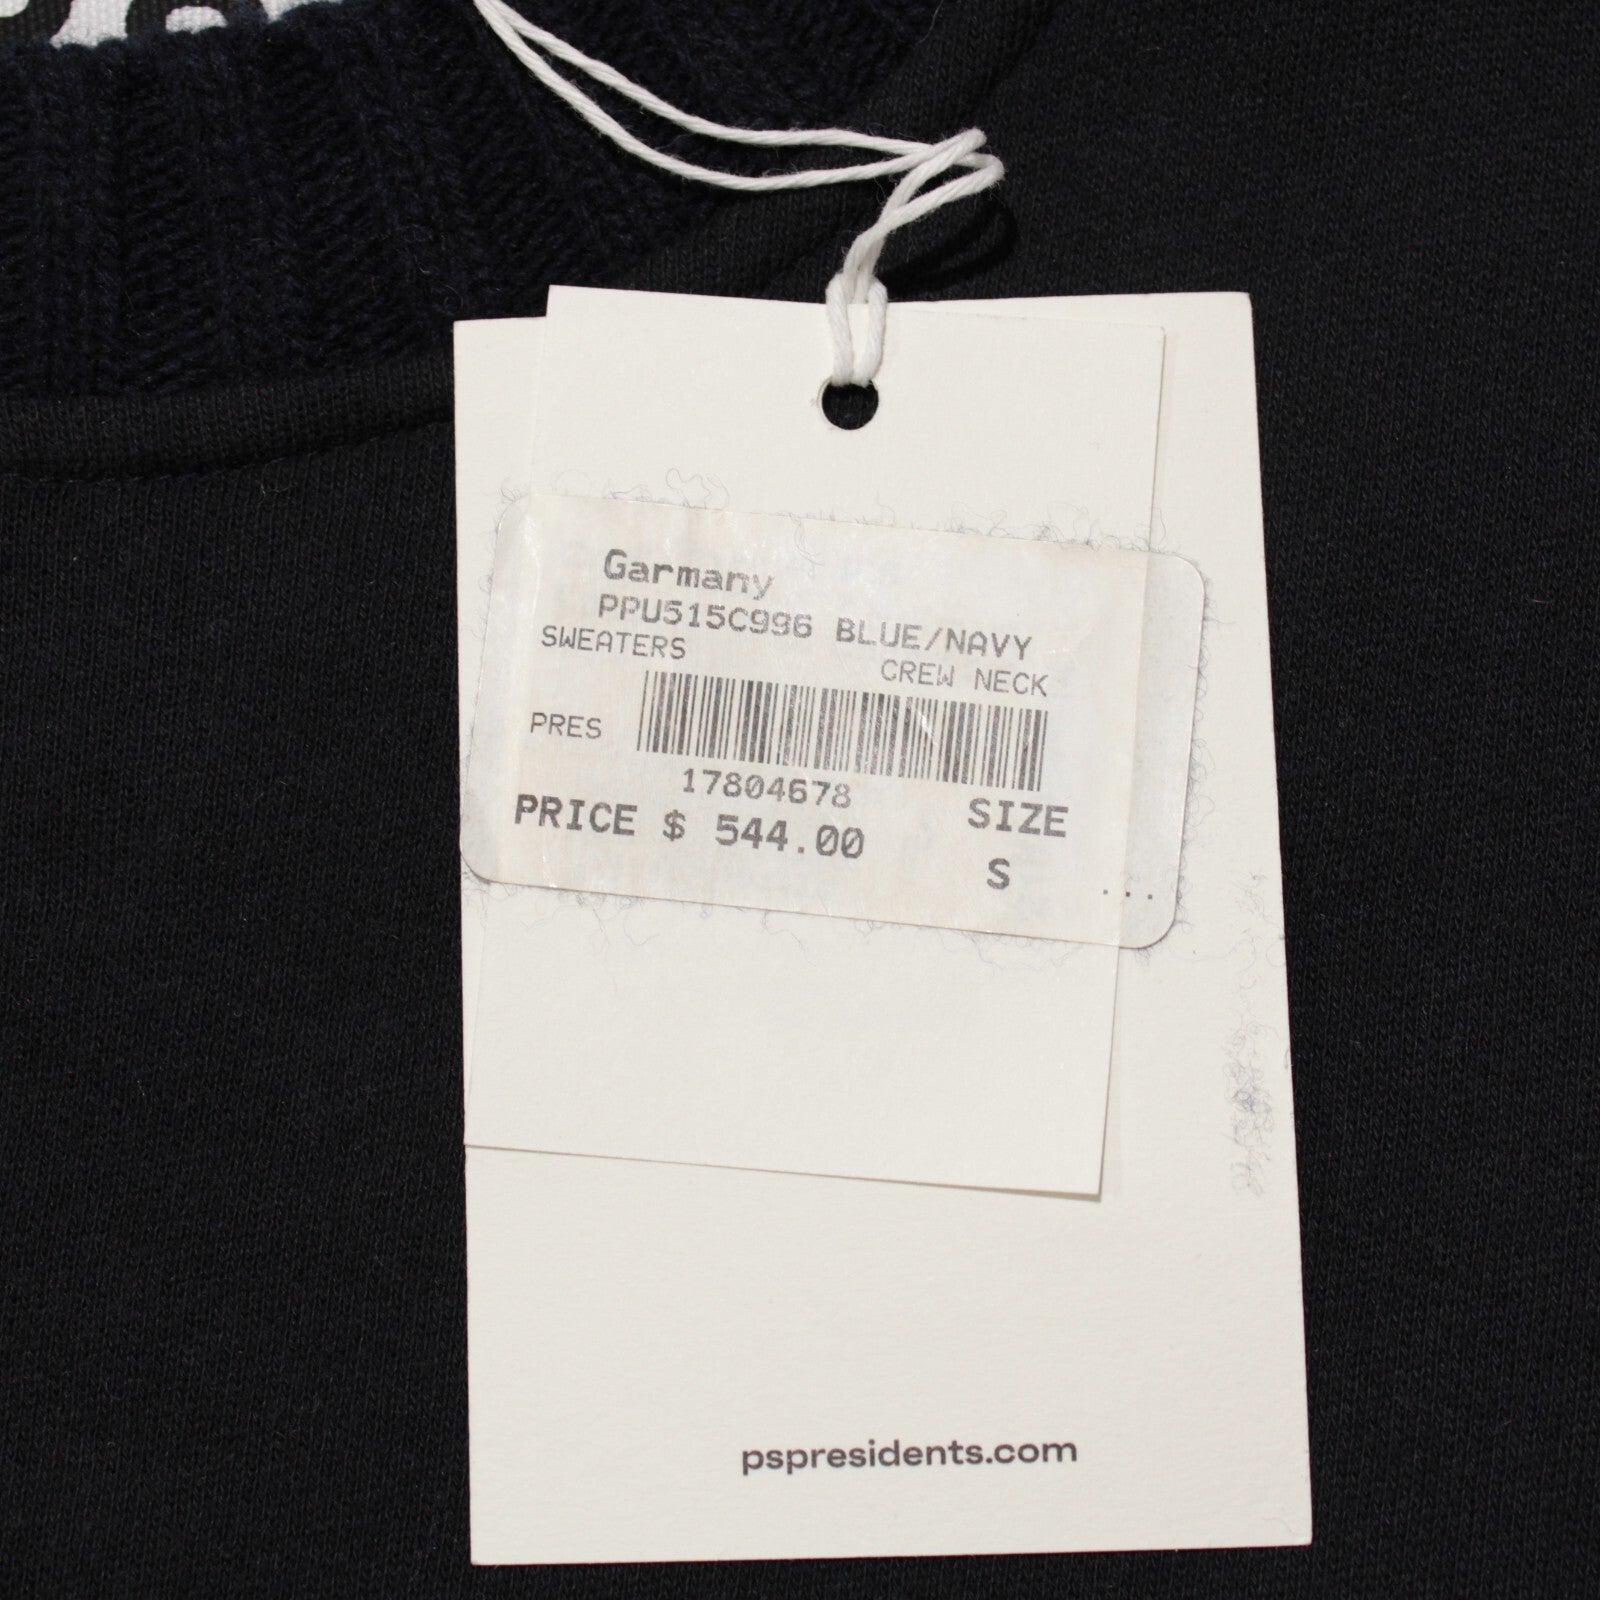 Garmany
PPU515C996 BLUE/NAVY
SWEATERS
CREW NECK
PRES
17804678
PRICE $ 544.00
SIZE
S
...
pspresidents.com